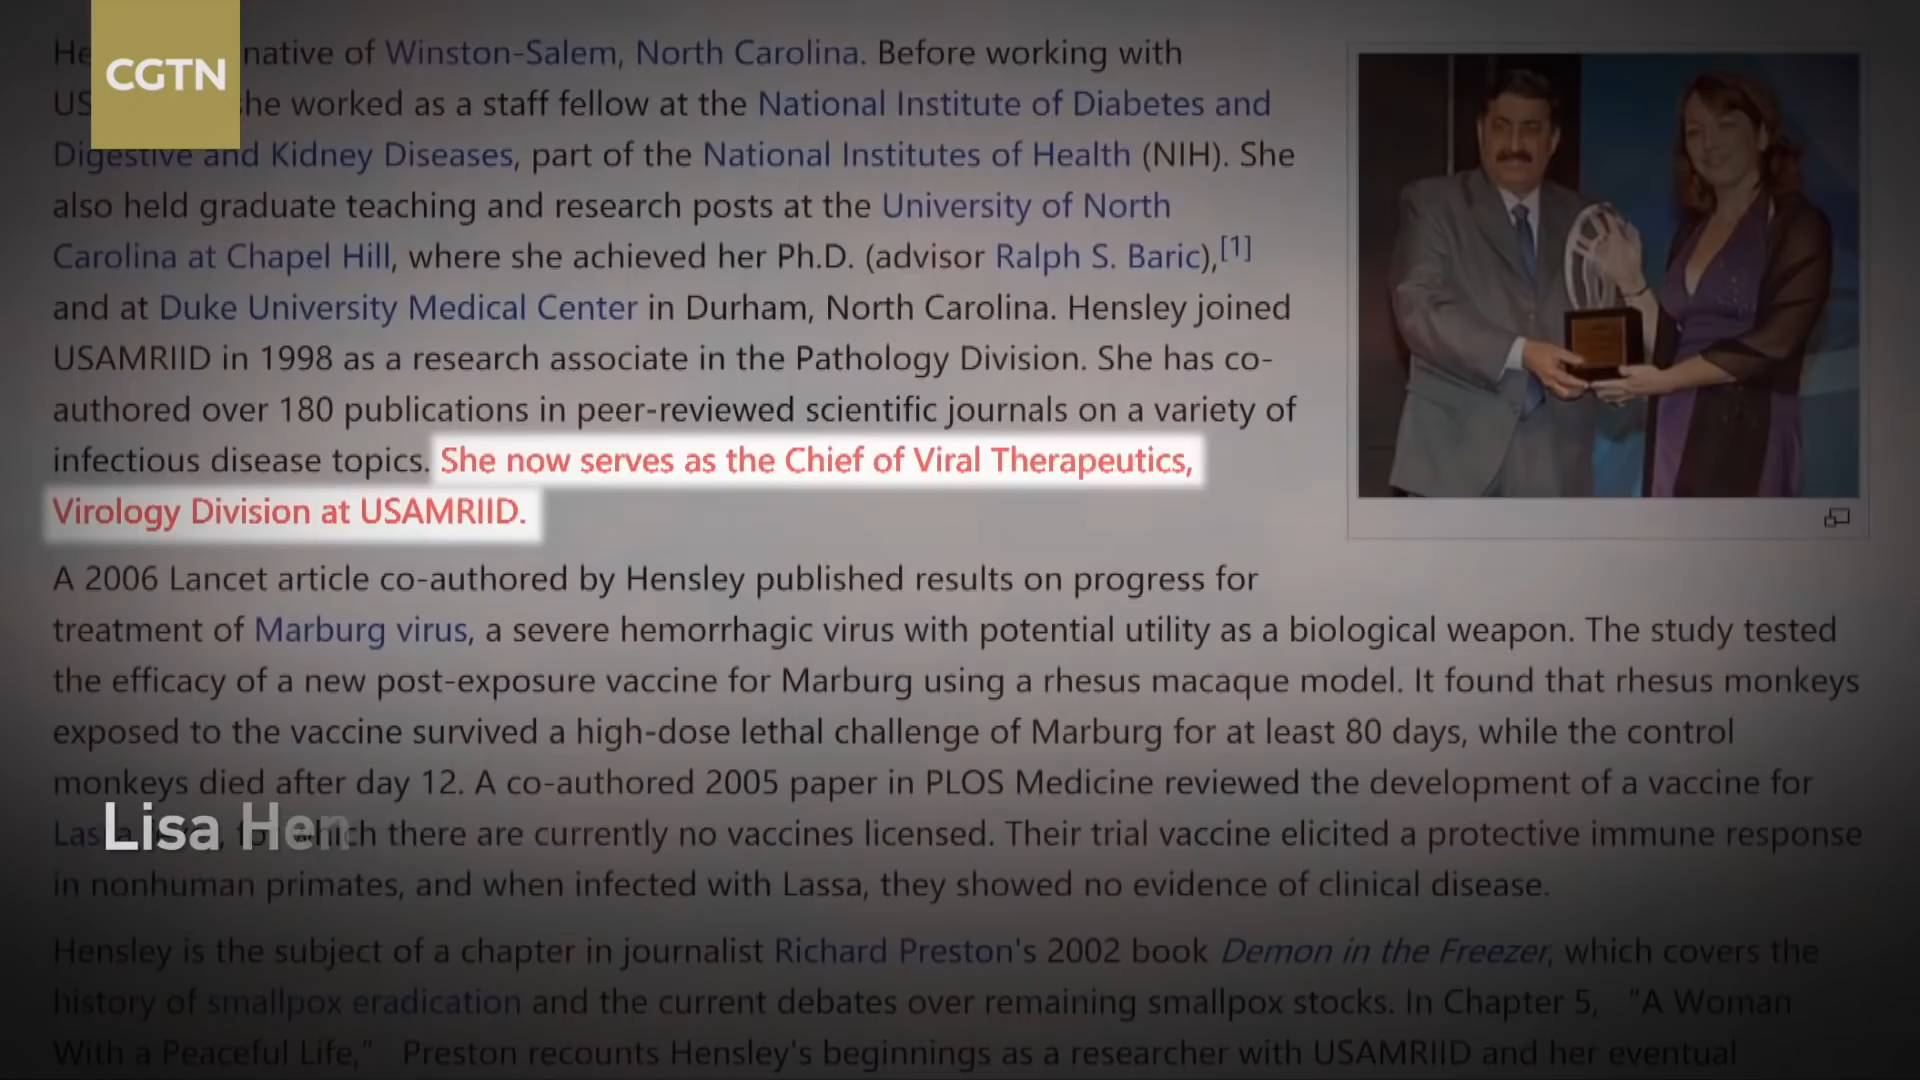 CGTN
He native of Winston-Salem, North Carolina. Before working with
US he worked as a staff fellow at the National Institute of Diabetes and
Digestive and Kidney Diseases, part of the National Institutes of Health (NIH). She
also held graduate teaching and research posts at the University of North
Carolina at Chapel Hill, where she achieved her Ph.D. (advisor Ralph S. Baric),[1]
and at Duke University Medical Center in Durham, North Carolina. Hensley joined
USAMRIID in 1998 as a research associate in the Pathology Division. She has co-
authored over 180 publications in peer-reviewed scientific journals on a variety of
infectious disease topics. She now serves as the Chief of Viral Therapeutics,
Virology Division at USAMRIID.
A 2006 Lancet article co-authored by Hensley published results on progress for
treatment of Marburg virus, a severe hemorrhagic virus with potential utility as a biological weapon. The study tested
the efficacy of a new post-exposure vaccine for Marburg using a rhesus macaque model. It found that rhesus monkeys
exposed to the vaccine survived a high-dose lethal challenge of Marburg for at least 80 days, while the control
monkeys died after day 12. A co-authored 2005 paper in PLOS Medicine reviewed the development of a vaccine for
Las ich there are currently no vaccines licensed. Their trial vaccine elicited a protective immune response
Lisa Hen
in nonhuman primates, and when infected with Lassa, they showed no evidence of clinical disease.
Hensley is the subject of a chapter in journalist Richard Preston's 2002 book Demon in the Freezer, which covers the
history of smallpox eradication and the current debates over remaining smallpox stocks. In Chapter 5, “A Woman
With a Peaceful Life,” Preston recounts Hensley's beginnings as a researcher with USAMRIID and her eventual